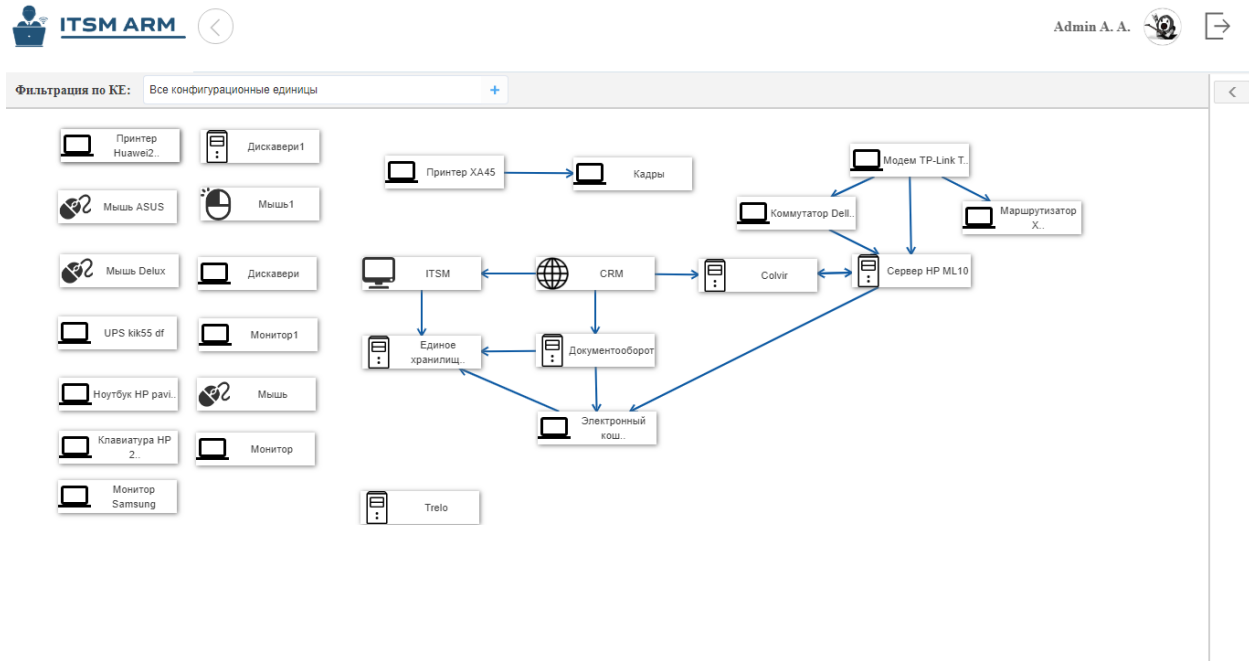 ITSM ARM
Admin A. A.
Фильтрация по КЕ:
Все конфигурационные единицы
+
Принтер
Huawei2..
Дискавери1
Мышь ASUS
Мышь1
Мышь Delux
Дискавери
UPS kik55 df
Монитор1
Ноутбук HP pavi..
Мышь
Клавиатура HP
2..
Монитор
Монитор
Samsung
Принтер XA45
Кадры
Модем TP-Link T..
Коммутатор Dell..
Маршрутизатор
X..
ITSM
CRM
Colvir
Сервер HP ML10
Единое
хранилищ..
Документооборот
Электронный
кош..
Trelo